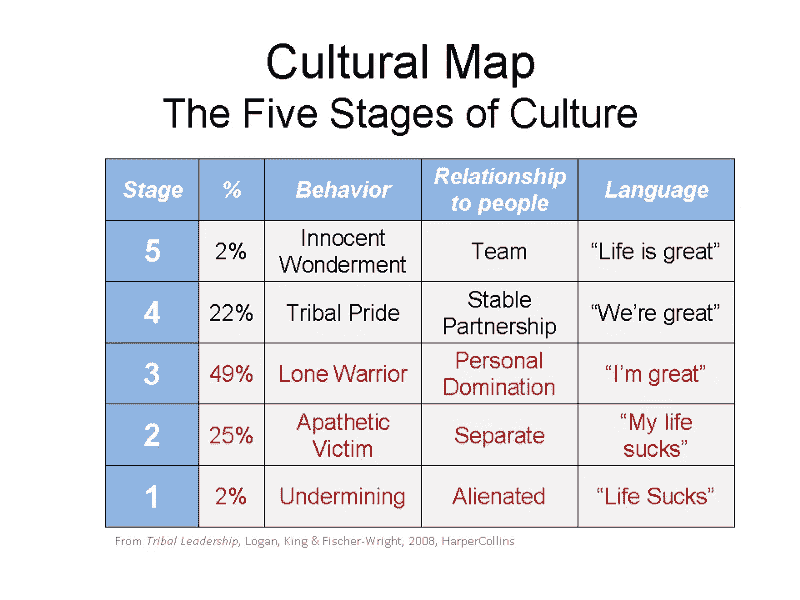 Cultural Map
The Five Stages of Culture
Stage % Behavior Relationship to people Language
5 2% Innocent Wonderment Team “Life is great”
4 22% Tribal Pride Stable Partnership “We’re great”
3 49% Lone Warrior Personal Domination “I’m great”
2 25% Apathetic Victim Separate “My life sucks”
1 2% Undermining Alienated “Life Sucks”
From Tribal Leadership, Logan, King & Fischer-Wright, 2008, HarperCollins